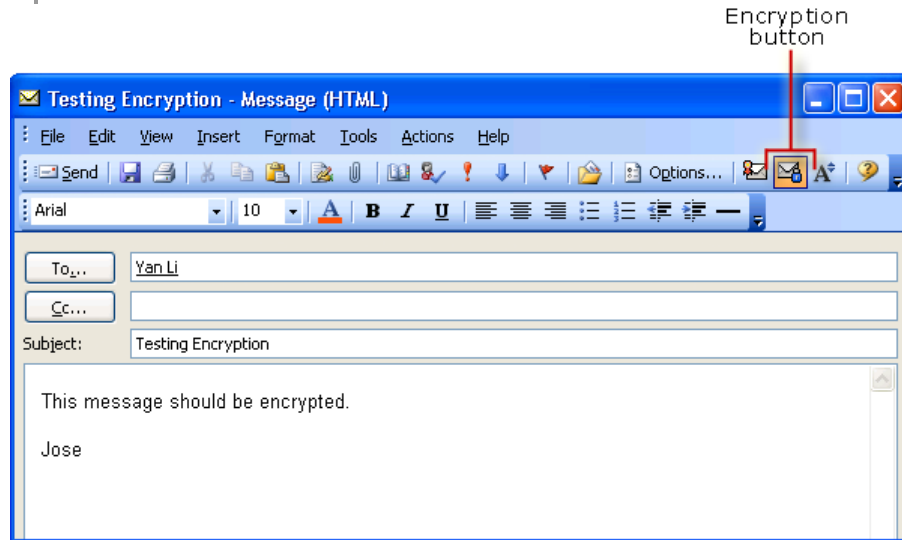 Encryption
button
Testing Encryption - Message (HTML)
File Edit View Insert Format Tools Actions Help
Send Options...
Arial 10 A B I U
To... Yan Li
Cc...
Subject: Testing Encryption
This message should be encrypted.
Jose